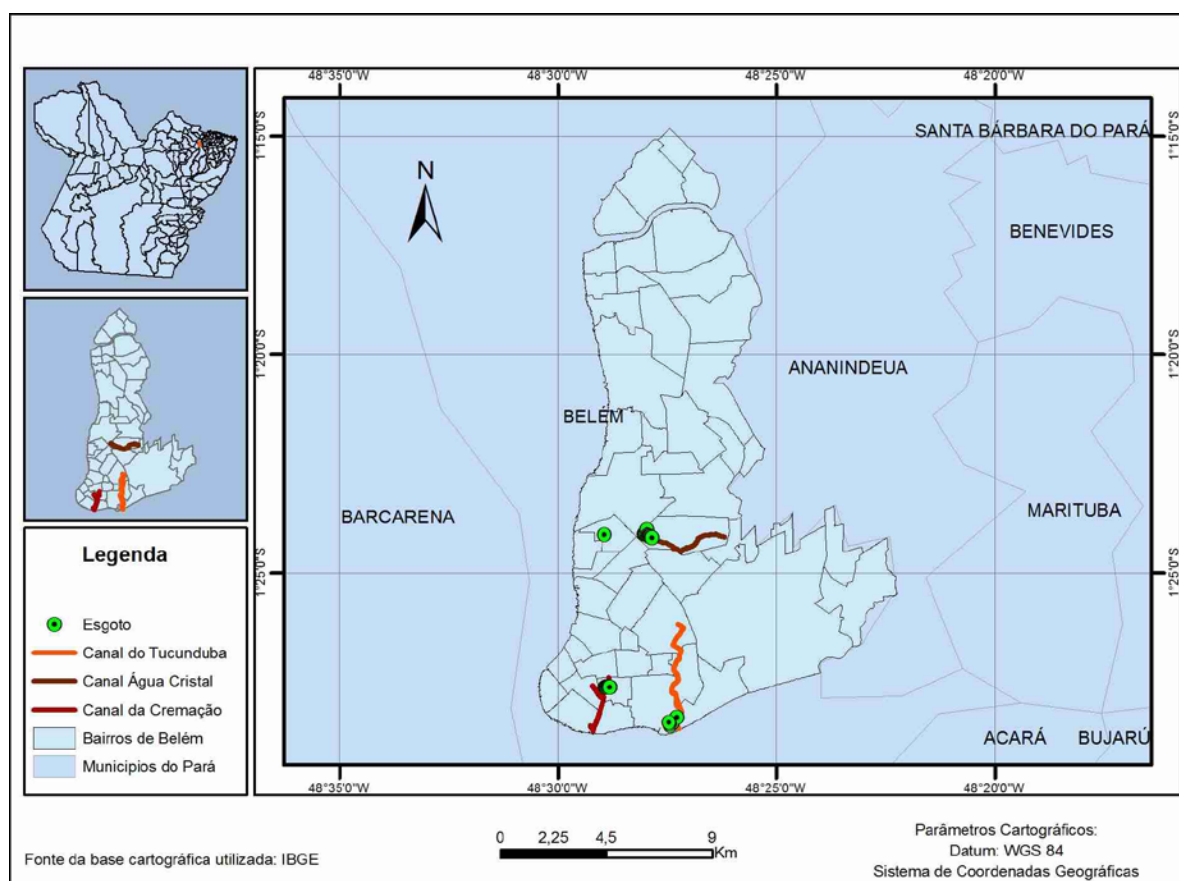 48°35'0"W 48°30'0"W 48°25'0"W 48°20'0"W
1°15'0"S
1°15'0"S
SANTA BÁRBARA DO PARÁ
N
BENEVIDES
1°20'0"S
1°20'0"S
ANANINDEUA
BELÉM
BARCARENA
MARITUBA
1°25'0"S
1°25'0"S
ACARÁ BUJARÚ
48°35'0"W 48°30'0"W 48°25'0"W 48°20'0"W
Legenda
Esgoto
Canal do Tucunduba
Canal Água Cristal
Canal da Cremação
Bairros de Belém
Municipios do Pará
Fonte da base cartográfica utilizada: IBGE
0 2,25 4,5 9
Km
Parâmetros Cartográficos:
Datum: WGS 84
Sistema de Coordenadas Geográficas